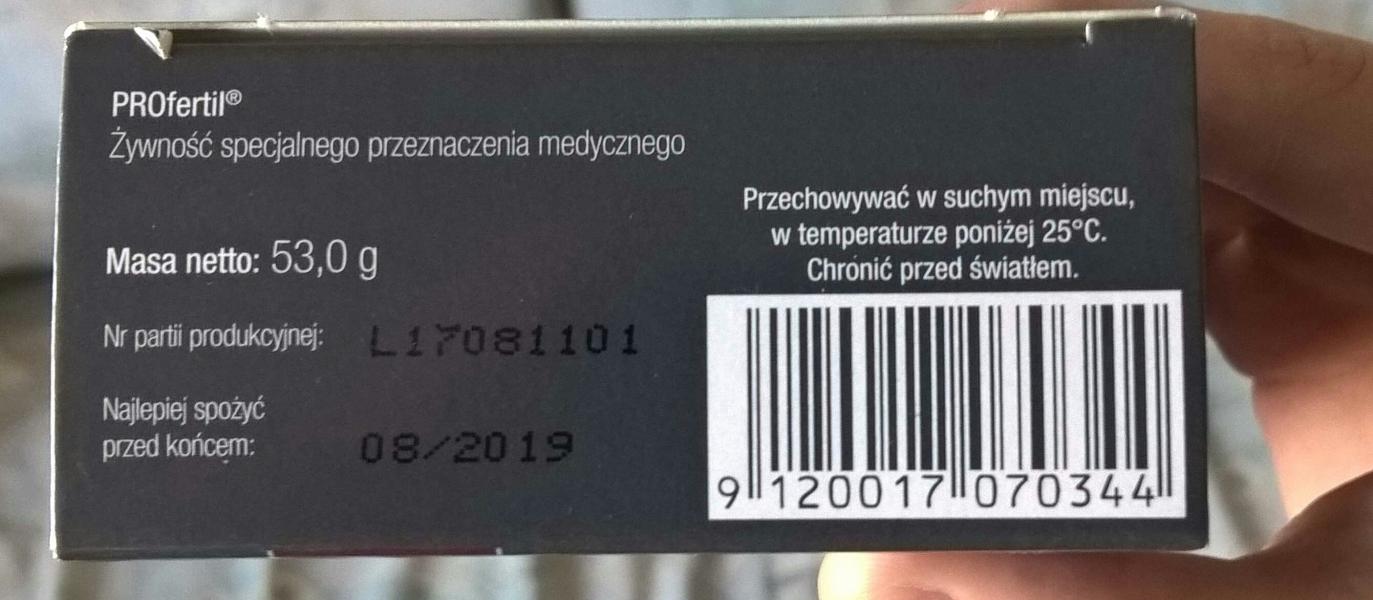 PROfertil®
Żywność specjalnego przeznaczenia medycznego
Masa netto: 53,0 g
Nr partii produkcyjnej: L17081101
Najlepiej spożyć
przed końcem: 08/2019
Przechowywać w suchym miejscu,
w temperaturze poniżej 25°C.
Chronić przed światłem.
9 120017 070344